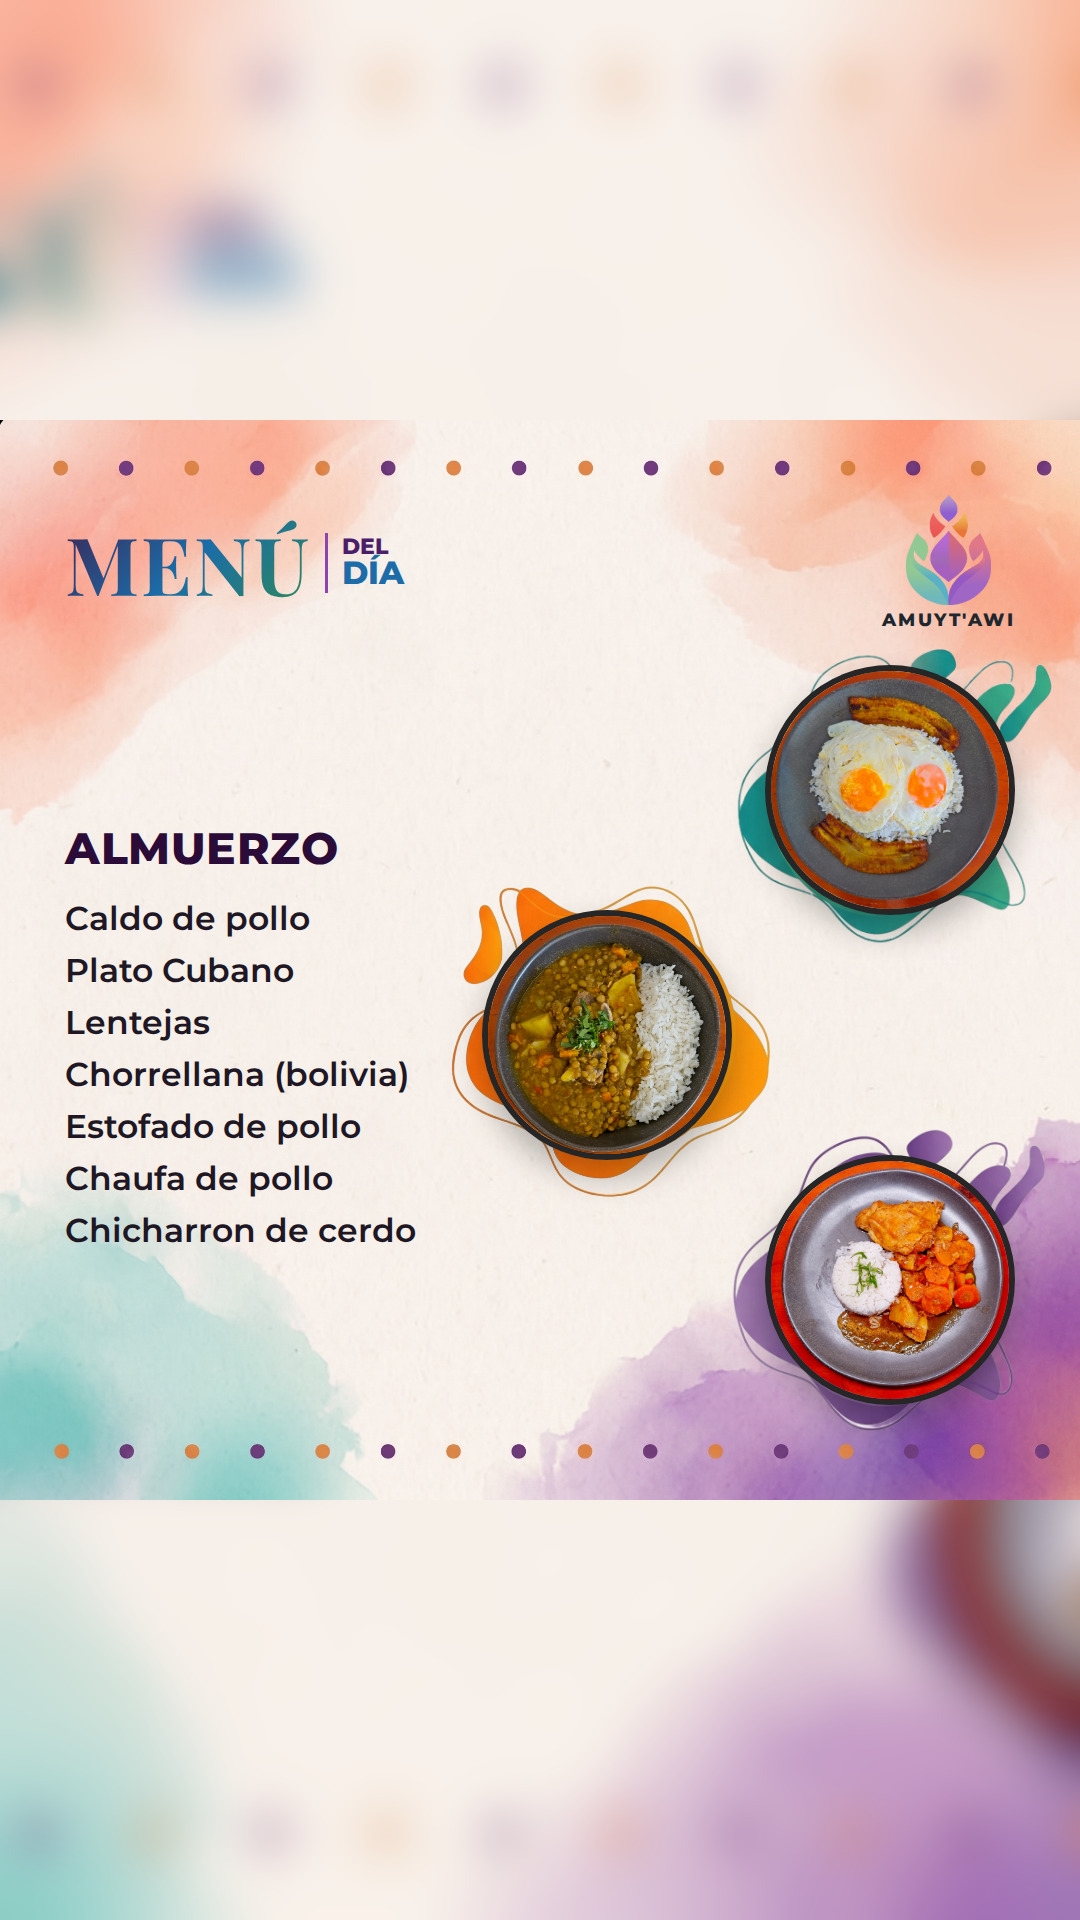 MENÚ
DEL
DÍA
AMUYT'AWI
ALMUERZO
Caldo de pollo
Plato Cubano
Lentejas
Chorrellana (bolivia)
Estofado de pollo
Chaufa de pollo
Chicharron de cerdo